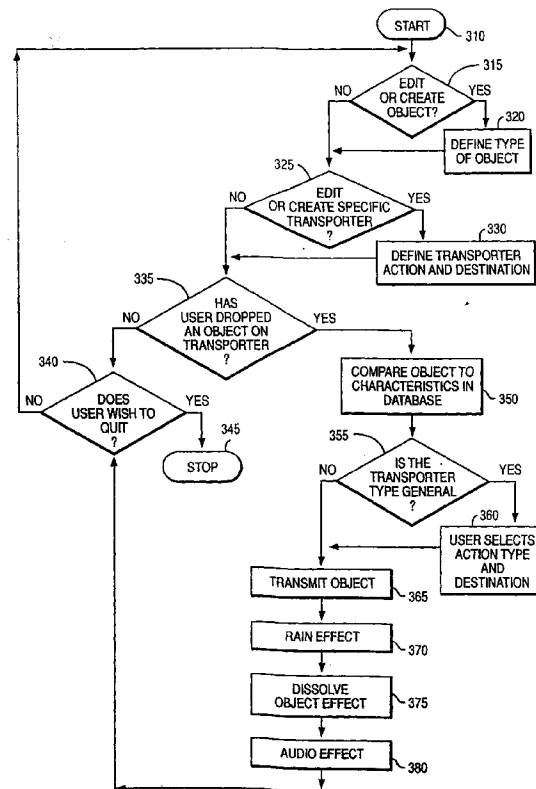 START
310
315
EDIT
OR CREATE
OBJECT?
NO
YES
320
DEFINE TYPE
OF OBJECT
325
EDIT
OR CREATE SPECIFIC
TRANSPORTER
?
NO
YES
330
DEFINE TRANSPORTER
ACTION AND DESTINATION
335
HAS
USER DROPPED
AN OBJECT ON
TRANSPORTER
?
NO
YES
340
DOES
USER WISH TO
QUIT
?
NO
YES
345
STOP
COMPARE OBJECT TO
CHARACTERISTICS IN
DATABASE
350
355
IS THE
TRANSPORTER
TYPE GENERAL
?
NO
YES
360
USER SELECTS
ACTION TYPE
AND
DESTINATION
TRANSMIT OBJECT
365
RAIN EFFECT
370
DISSOLVE
OBJECT EFFECT
375
AUDIO EFFECT
380